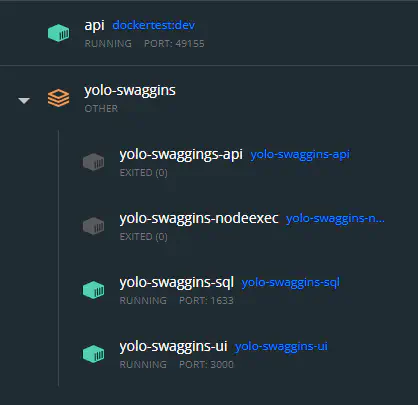 api dockertest:dev
RUNNING PORT: 49155
yolo-swaggins
OTHER
yolo-swaggings-api yolo-swaggins-api
EXITED (0)
yolo-swaggins-nodeexec yolo-swaggins-n...
EXITED (0)
yolo-swaggins-sql yolo-swaggins-sql
RUNNING PORT: 1633
yolo-swaggins-ui yolo-swaggins-ui
RUNNING PORT: 3000